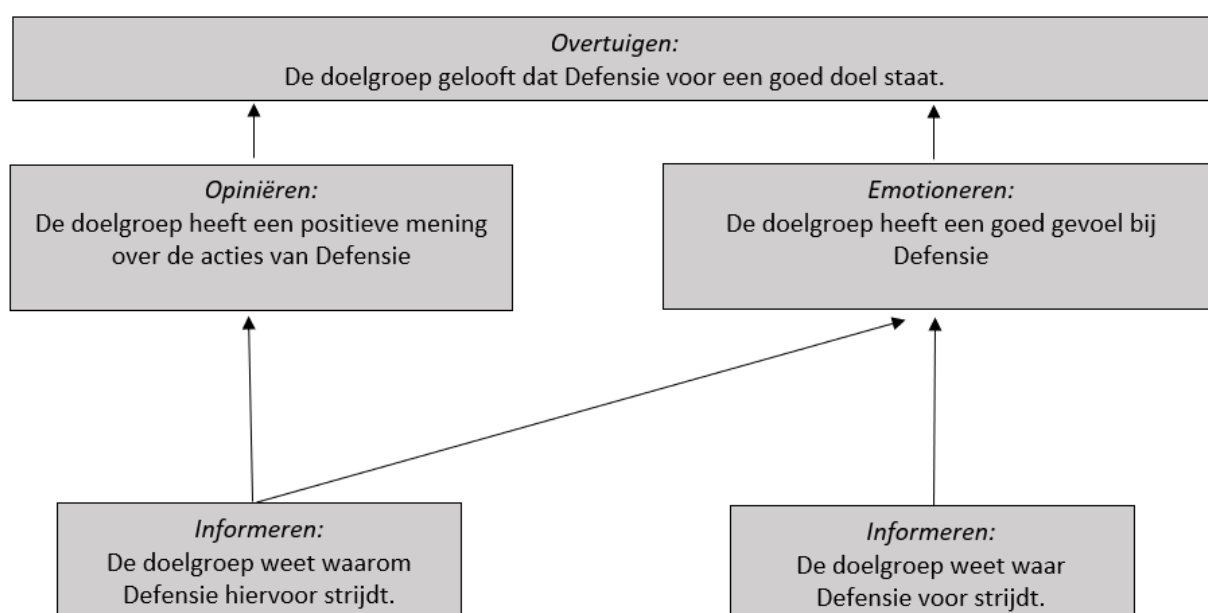 Overtuigen:
De doelgroep gelooft dat Defensie voor een goed doel staat.
Opiniëren:
De doelgroep heeft een positieve mening
over de acties van Defensie
Emotioneren:
De doelgroep heeft een goed gevoel bij
Defensie
Informeren:
De doelgroep weet waarom
Defensie hiervoor strijdt.
Informeren:
De doelgroep weet waar
Defensie voor strijdt.